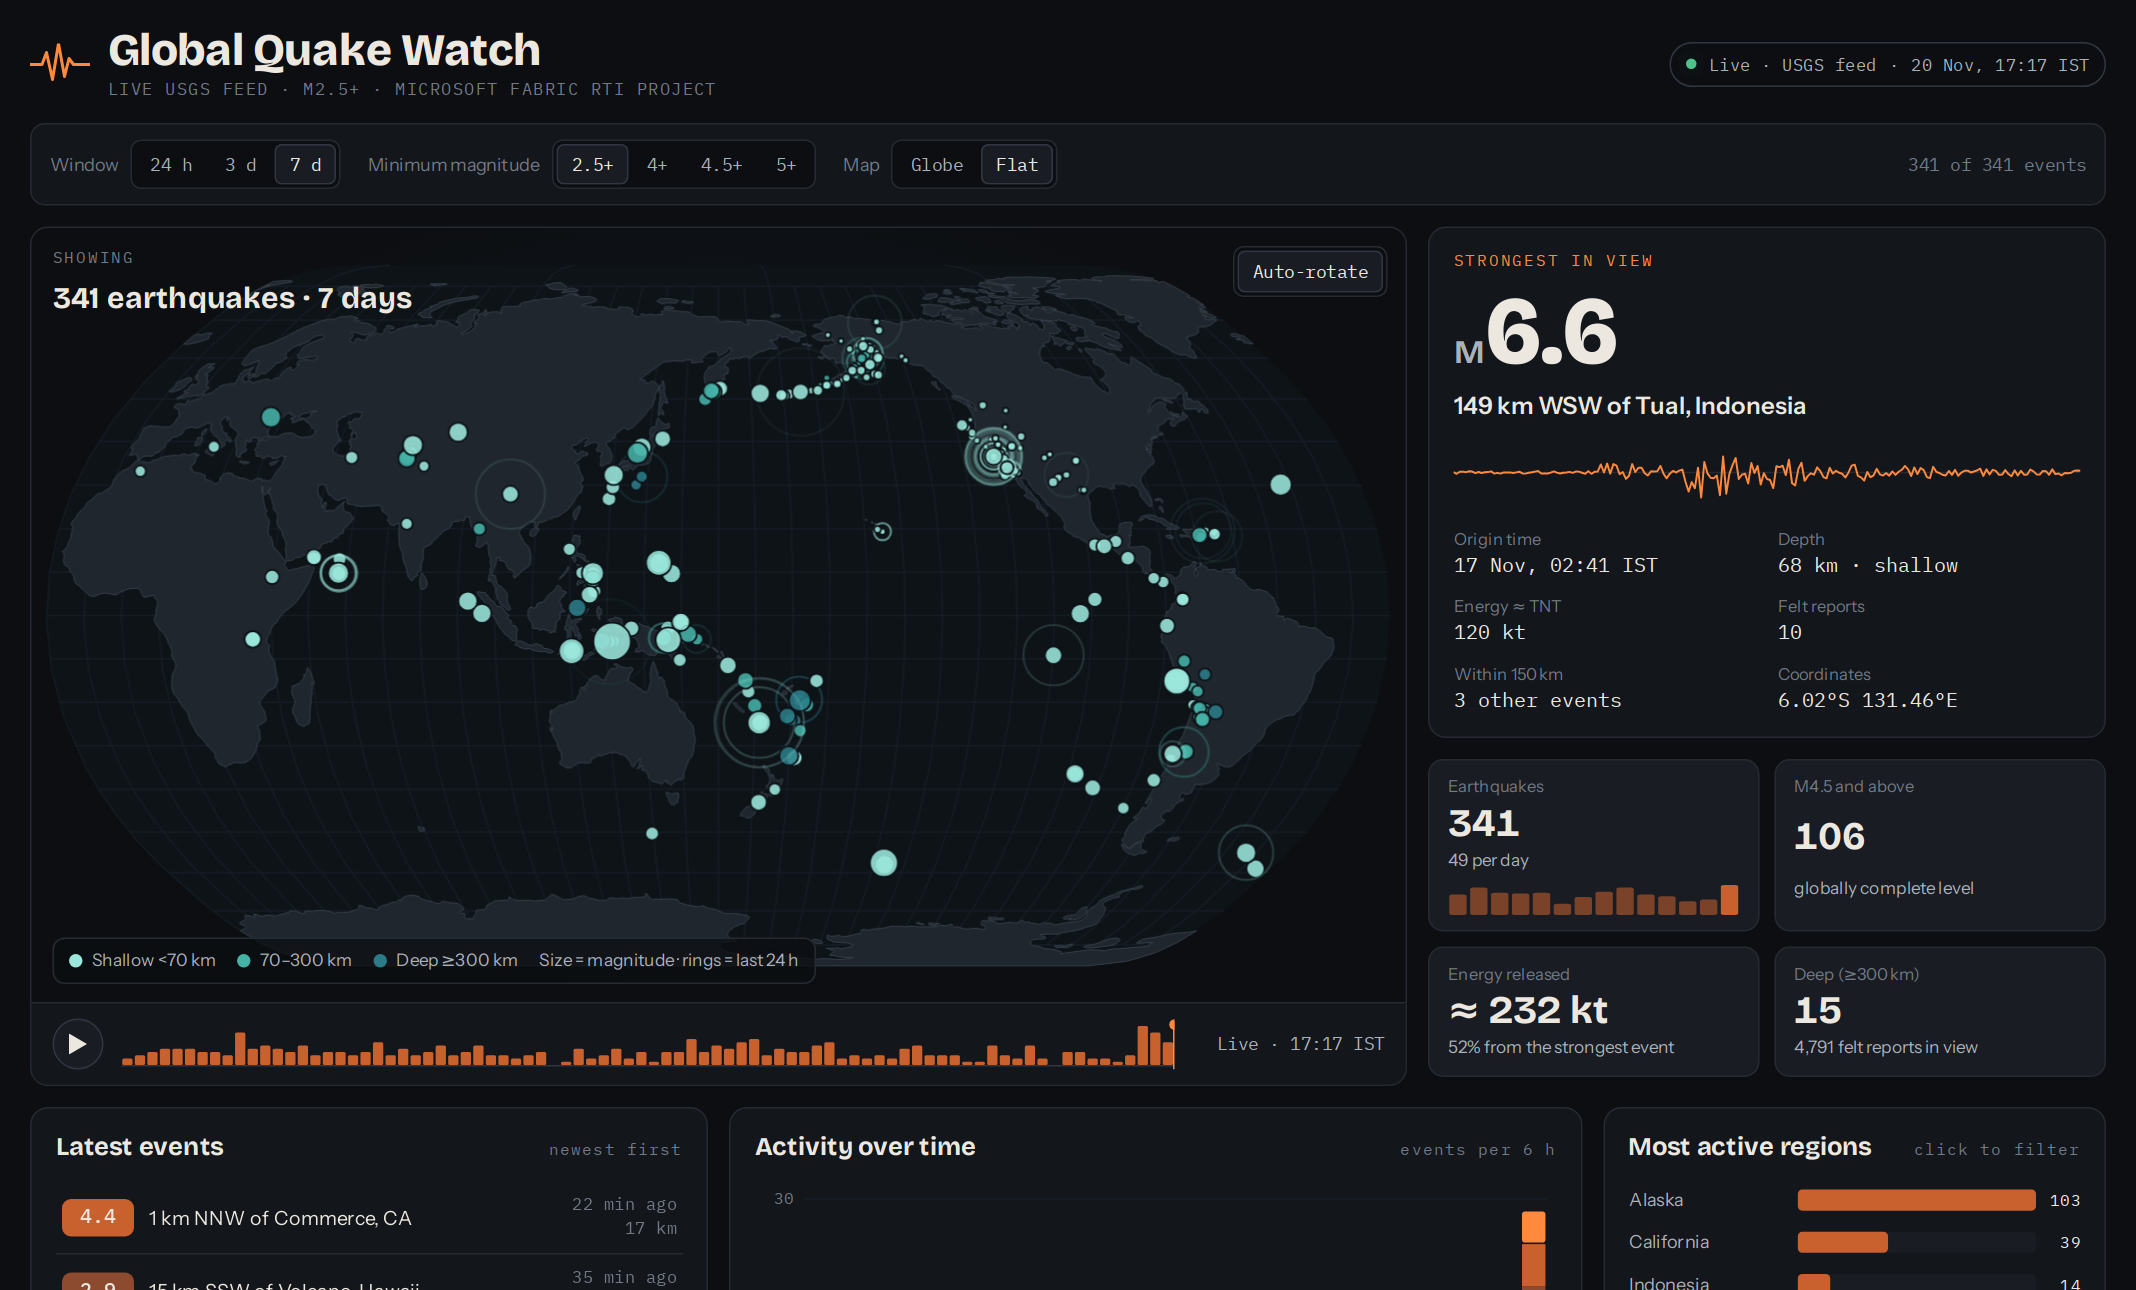 Global Quake Watch
LIVE USGS FEED · M2.5+ · MICROSOFT FABRIC RTI PROJECT
Live · USGS feed · 20 Nov, 17:17 IST
Window 24 h 3 d 7 d Minimum magnitude 2.5+ 4+ 4.5+ 5+ Map Globe Flat 341 of 341 events
SHOWING
341 earthquakes · 7 days
Auto-rotate
Shallow <70 km 70–300 km Deep ≥300 km Size = magnitude · rings = last 24 h
Live · 17:17 IST
STRONGEST IN VIEW
M6.6
149 km WSW of Tual, Indonesia
Origin time Depth
17 Nov, 02:41 IST 68 km · shallow
Energy ≈ TNT Felt reports
120 kt 10
Within 150 km Coordinates
3 other events 6.02°S 131.46°E
Earthquakes
341
49 per day
M4.5 and above
106
globally complete level
Energy released
≈ 232 kt
52% from the strongest event
Deep (≥300 km)
15
4,791 felt reports in view
Latest events newest first
4.4 1 km NNW of Commerce, CA 22 min ago
17 km
2.9 15 km SSW of Volcano, Hawaii 35 min ago
Activity over time events per 6 h
30
Most active regions click to filter
Alaska 103
California 39
Indonesia 14